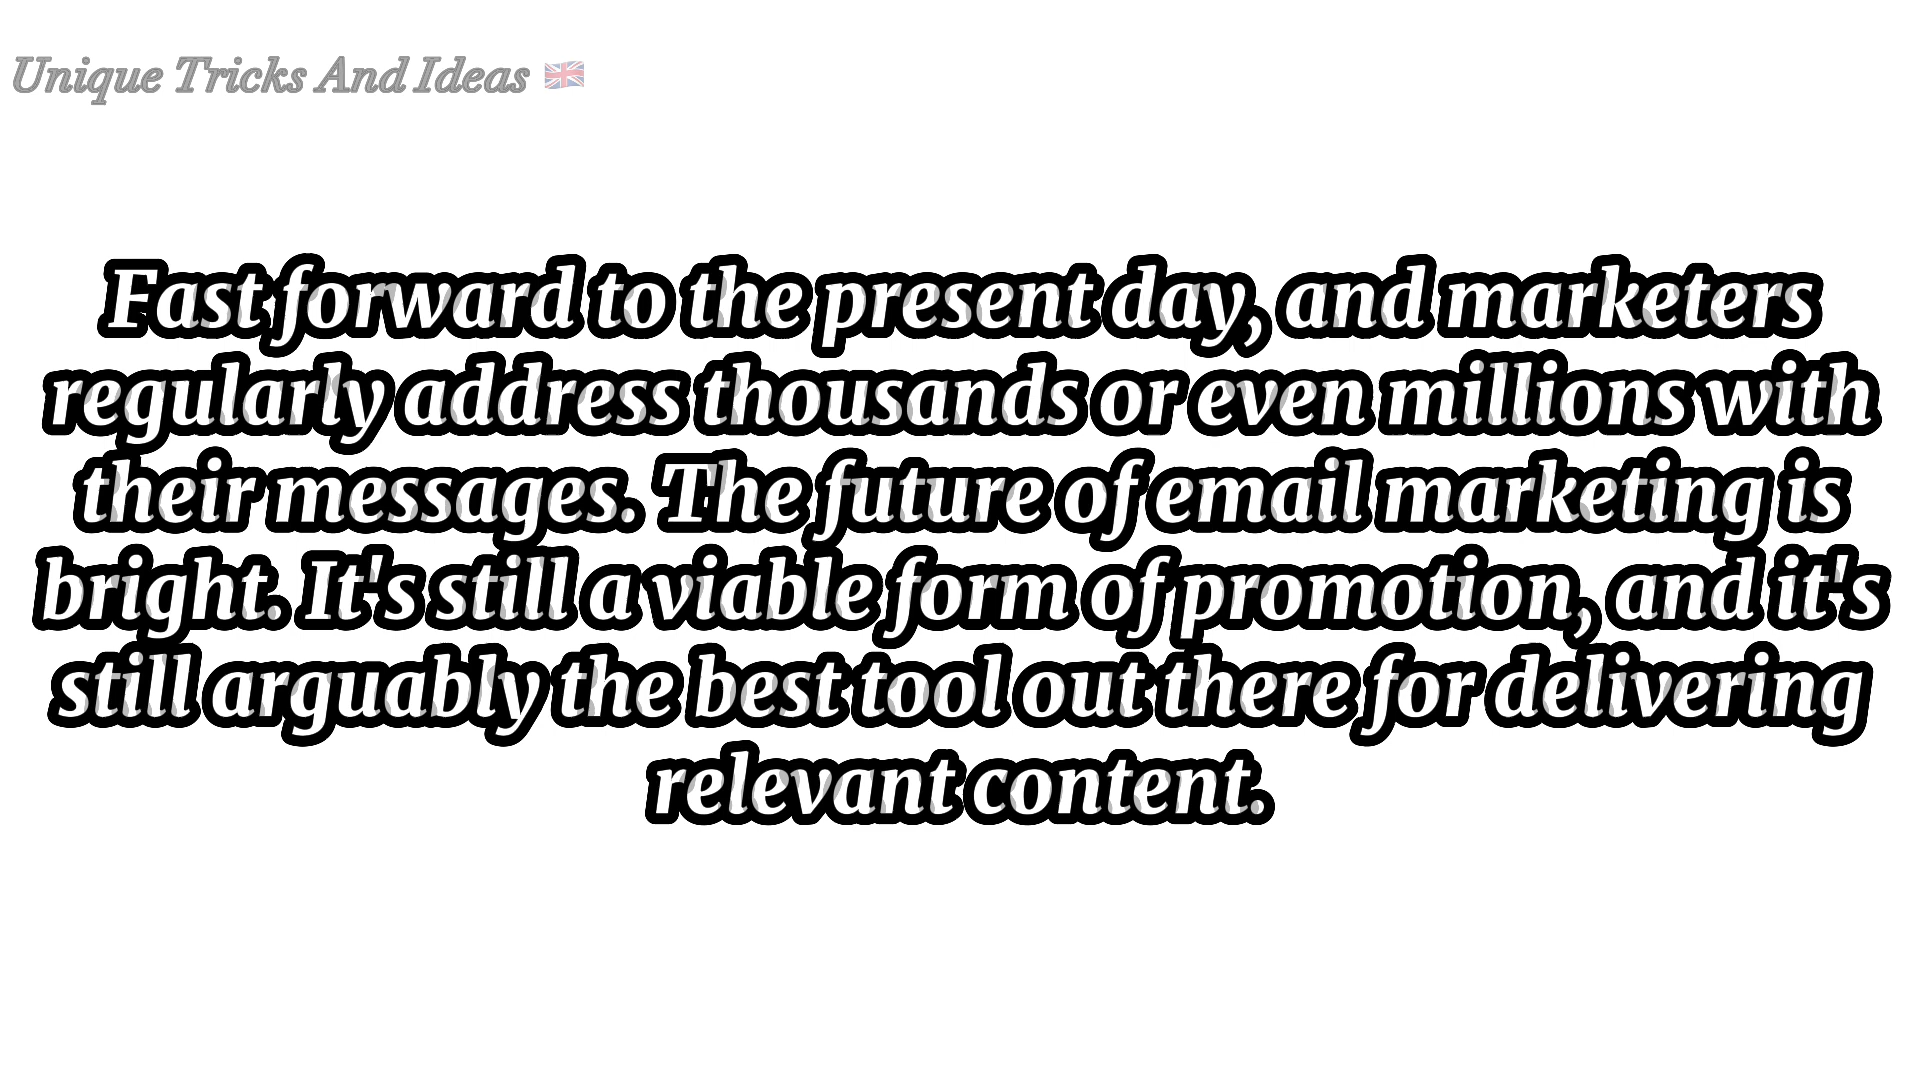 Unique Tricks And Ideas 🇬🇧
Fast forward to the present day, and marketers
regularly address thousands or even millions with
their messages. The future of email marketing is
bright. It's still a viable form of promotion, and it's
still arguably the best tool out there for delivering
relevant content.